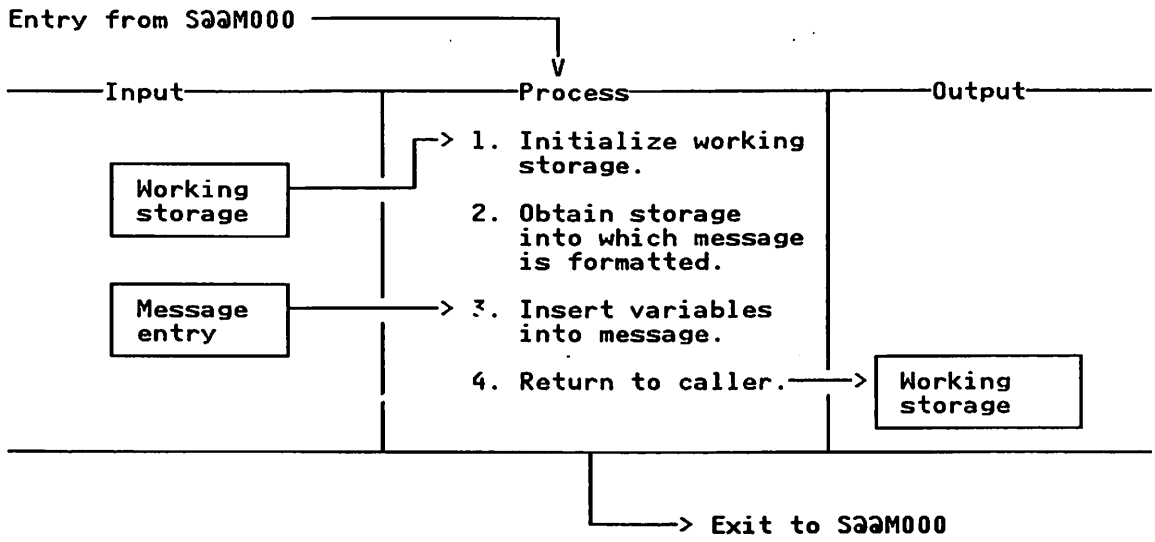 Entry from S@@M000
Input
Process
Output
1. Initialize working
storage.
Working
storage
2. Obtain storage
into which message
is formatted.
Message
entry
3. Insert variables
into message.
4. Return to caller.
Working
storage
Exit to S@@M000